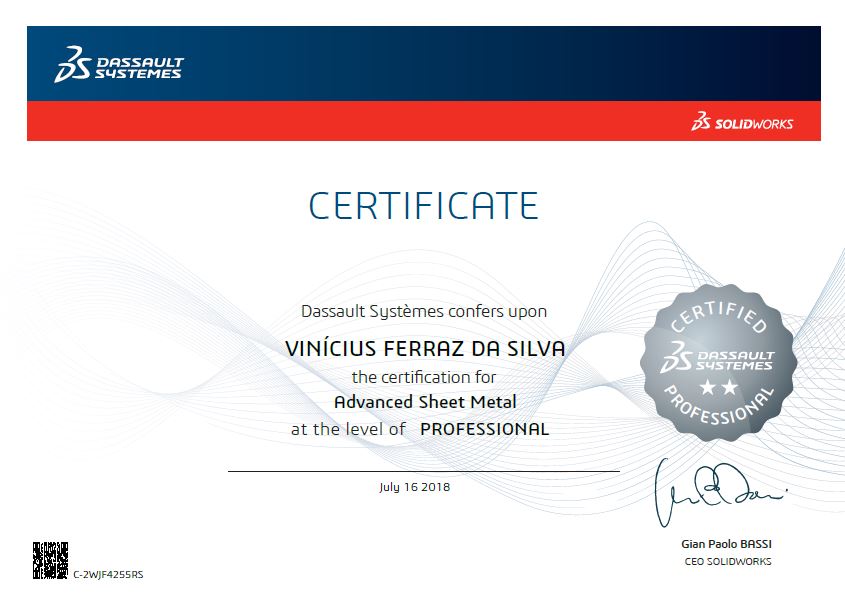 DASSAULT
SYSTEMES
SOLIDWORKS
CERTIFICATE
Dassault Systèmes confers upon
VINÍCIUS FERRAZ DA SILVA
the certification for
Advanced Sheet Metal
at the level of PROFESSIONAL
July 16 2018
CERTIFIED
DASSAULT
SYSTEMES
PROFESSIONAL
Gian Paolo BASSI
CEO SOLIDWORKS
C-2WJF4255RS